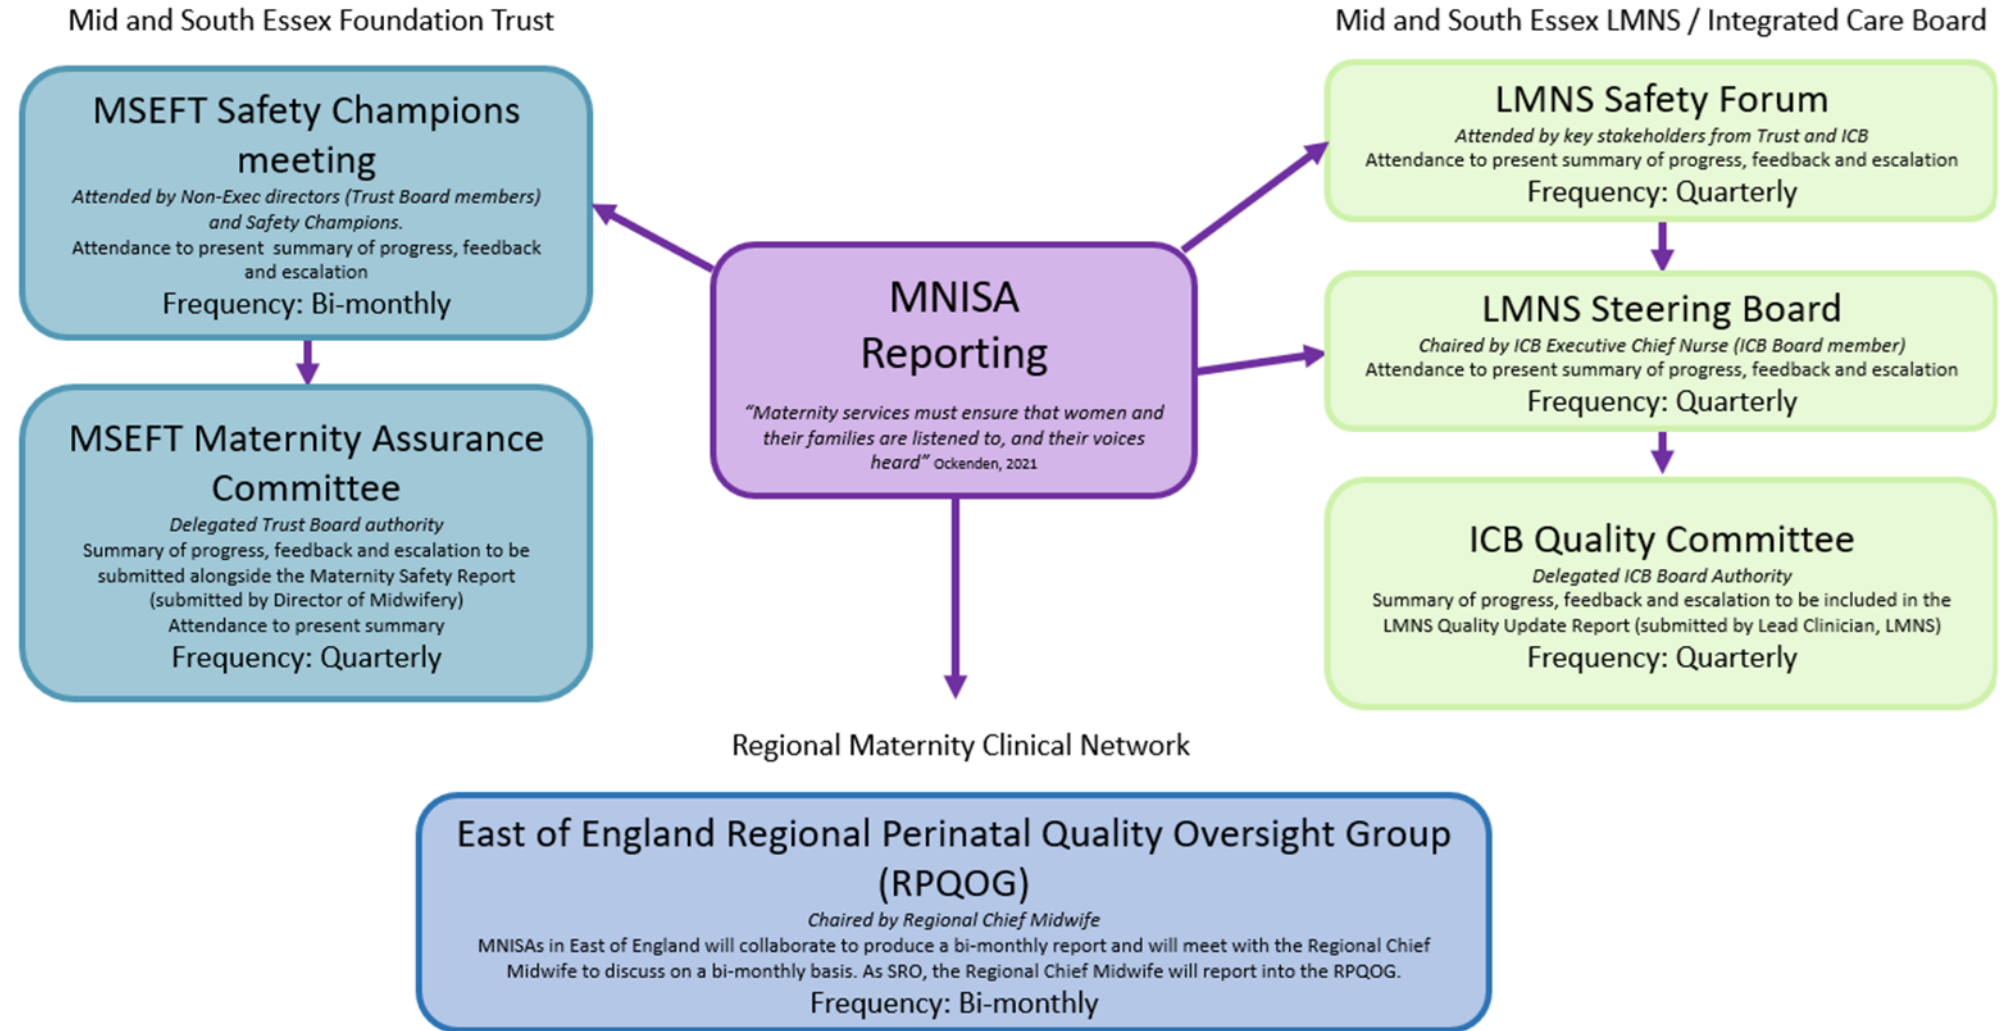 Mid and South Essex Foundation Trust
MSEFT Safety Champions
meeting
Attended by Non-Exec directors (Trust Board members)
and Safety Champions.
Attendance to present summary of progress, feedback
and escalation
Frequency: Bi-monthly
MSEFT Maternity Assurance
Committee
Delegated Trust Board authority
Summary of progress, feedback and escalation to be
submitted alongside the Maternity Safety Report
(submitted by Director of Midwifery)
Attendance to present summary
Frequency: Quarterly
MNISA
Reporting
“Maternity services must ensure that women and
their families are listened to, and their voices
heard” Ockenden, 2021
Mid and South Essex LMNS / Integrated Care Board
LMNS Safety Forum
Attended by key stakeholders from Trust and ICB
Attendance to present summary of progress, feedback and escalation
Frequency: Quarterly
LMNS Steering Board
Chaired by ICB Executive Chief Nurse (ICB Board member)
Attendance to present summary of progress, feedback and escalation
Frequency: Quarterly
ICB Quality Committee
Delegated ICB Board Authority
Summary of progress, feedback and escalation to be included in the
LMNS Quality Update Report (submitted by Lead Clinician, LMNS)
Frequency: Quarterly
Regional Maternity Clinical Network
East of England Regional Perinatal Quality Oversight Group
(RPQOG)
Chaired by Regional Chief Midwife
MNISAs in East of England will collaborate to produce a bi-monthly report and will meet with the Regional Chief
Midwife to discuss on a bi-monthly basis. As SRO, the Regional Chief Midwife will report into the RPQOG.
Frequency: Bi-monthly